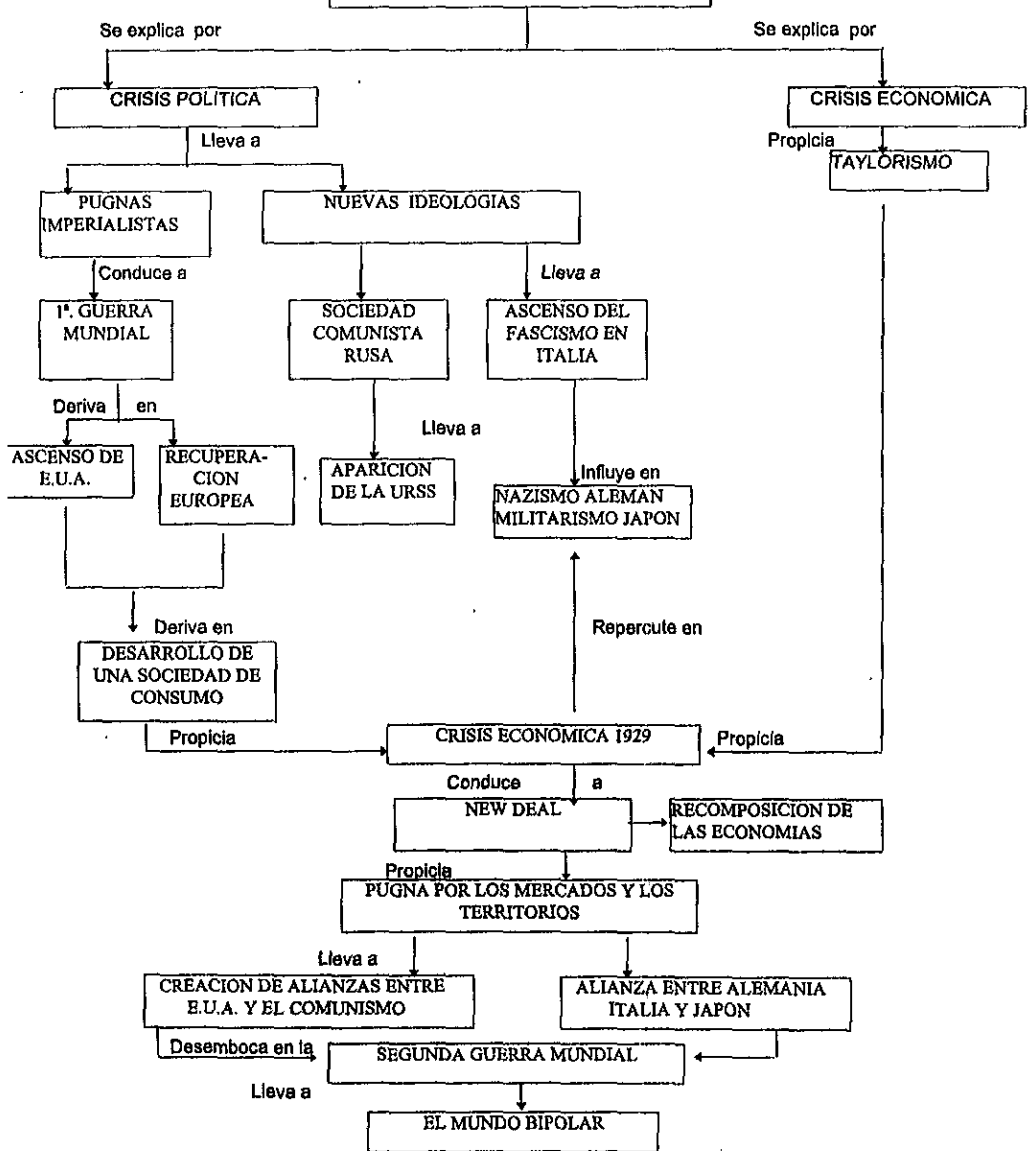 Se explica por
Se explica por
CRISIS POLÍTICA
CRISIS ECONOMICA
Lleva a
Propicia
TAYLORISMO
PUGNAS
IMPERIALISTAS
NUEVAS IDEOLOGIAS
Conduce a
Lleva a
1ª. GUERRA
MUNDIAL
SOCIEDAD
COMUNISTA
RUSA
ASCENSO DEL
FASCISMO EN
ITALIA
Deriva en
Lleva a
ASCENSO DE
E.U.A.
RECUPERA-
CION
EUROPEA
APARICION
DE LA URSS
Influye en
NAZISMO ALEMAN
MILITARISMO JAPON
Deriva en
Repercute en
DESARROLLO DE
UNA SOCIEDAD DE
CONSUMO
Propicia
CRISIS ECONOMICA 1929
Propicia
Conduce a
NEW DEAL
RECOMPOSICION DE
LAS ECONOMIAS
Propicia
PUGNA POR LOS MERCADOS Y LOS
TERRITORIOS
Lleva a
CREACION DE ALIANZAS ENTRE
E.U.A. Y EL COMUNISMO
ALIANZA ENTRE ALEMANIA
ITALIA Y JAPON
Desemboca en la
SEGUNDA GUERRA MUNDIAL
Lleva a
EL MUNDO BIPOLAR